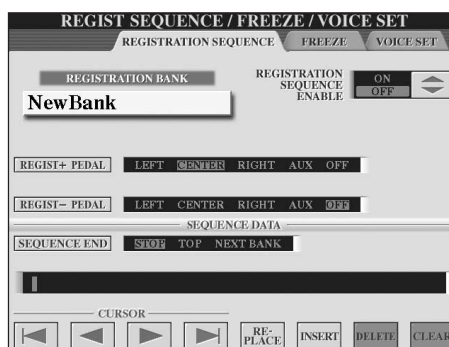 REGIST SEQUENCE / FREEZE / VOICE SET
REGISTRATION SEQUENCE FREEZE VOICE SET
REGISTRATION BANK
NewBank
REGISTRATION
SEQUENCE
ENABLE
ON
OFF
REGIST+ PEDAL LEFT CENTER RIGHT AUX OFF
REGIST− PEDAL LEFT CENTER RIGHT AUX OFF
SEQUENCE DATA
SEQUENCE END STOP TOP NEXT BANK
CURSOR
RE-
PLACE
INSERT DELETE CLEAR